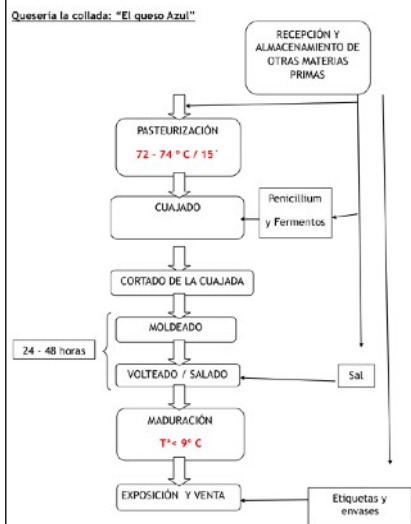 Quesería la collada: "El queso Azul"
RECEPCIÓN Y
ALMACENAMIENTO DE
OTRAS MATERIAS
PRIMAS
PASTEURIZACIÓN
72 - 74 º C / 15´
CUAJADO
Penicillium
y Fermentos
CORTADO DE LA CUAJADA
MOLDEADO
24 - 48 horas
VOLTEADO / SALADO
Sal
MADURACIÓN
Tª< 9º C
EXPOSICIÓN Y VENTA
Etiquetas y
envases